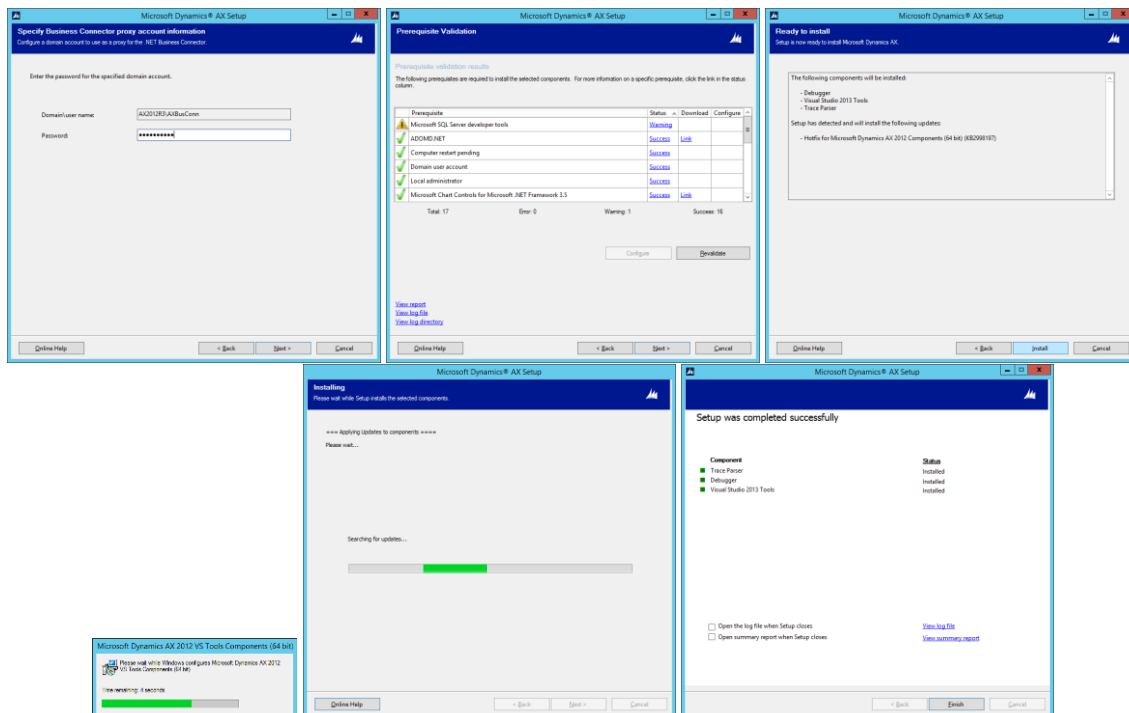 Microsoft Dynamics® AX Setup
Specify Business Connector proxy account information
Configure a domain account to use as a proxy for the .NET Business Connector.
Enter the password for the specified domain account.
Domain\user name: AX2012R3\AXBusConn
Password: ••••••••••
Online Help < Back Next > Cancel
Microsoft Dynamics® AX Setup
Prerequisite Validation
Prerequisite validation results
The following prerequisites are required to install the selected components. For more information on a specific prerequisite, click the link in the status
column.
Prerequisite Status Download Configure
Microsoft SQL Server developer tools Warning
ADOMD.NET Success Link
Computer restart pending Success
Domain user account Success
Local administrator Success
Microsoft Chart Controls for Microsoft .NET Framework 3.5 Success Link
Total: 17 Error: 0 Warning: 1 Success: 16
Configure Revalidate
View report
View log file
View log directory
Online Help < Back Next > Cancel
Microsoft Dynamics® AX Setup
Ready to install
Setup is now ready to install Microsoft Dynamics AX.
The following components will be installed:
- Debugger
- Visual Studio 2013 Tools
- Trace Parser
Setup has detected and will install the following updates:
- Hotfix for Microsoft Dynamics AX 2012 Components (64 bit) (KB2998197)
Online Help < Back Install Cancel
Microsoft Dynamics AX 2012 VS Tools Components (64 bit)
Please wait while Windows configures Microsoft Dynamics AX 2012
VS Tools Components (64 bit)
Time remaining: 4 seconds
Microsoft Dynamics® AX Setup
Installing
Please wait while Setup installs the selected components.
=== Applying Updates to components ====
Please wait...
Searching for updates...
Online Help < Back Next > Cancel
Microsoft Dynamics® AX Setup
Setup was completed successfully
Component Status
Trace Parser Installed
Debugger Installed
Visual Studio 2013 Tools Installed
Open the log file when Setup closes View log file
Open summary report when Setup closes View summary report
< Back Finish Cancel